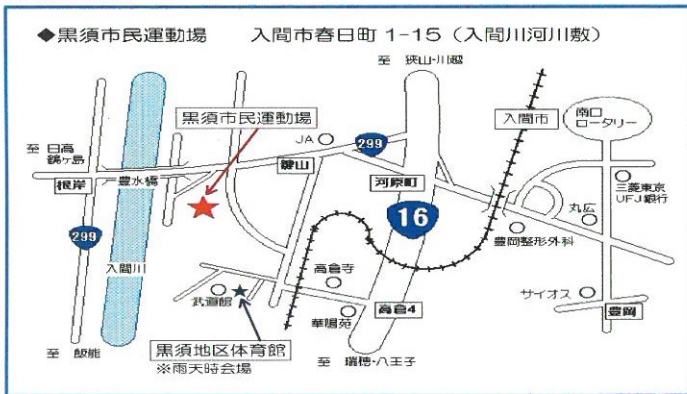 ◆黒須市民運動場　入間市春日町 1-15（入間川河川敷）
至 狭山・川越
黒須市民運動場
JA
299
入間市
南口
ロータリー
至 日高
鶴ヶ島
鍵山
根岸
豊水橋
河原町
三菱東京
UFJ銀行
16
丸広
299
豊岡整形外科
入間川
高倉寺
武道館
サイオス
豊岡
華陽苑
高倉4
黒須地区体育館
※雨天時会場
至 飯能
至 瑞穂・八王子